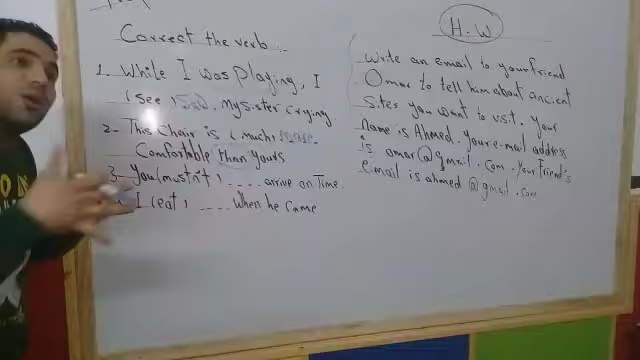 Correct the verb :-
1. While I was playing, I
(see) saw. my sister crying.
2- This Chair is (much) more
Comfortable than yours
3- You (mustn't) .... arrive on Time.
I (eat) .... When he came
H.W
Write an email to your friend
Omar to tell him about ancient
Sites you want to visit. Your
name is Ahmed. Your e-mail address
is omar@gmail.com. Your Friend's
email is ahmed@gmail.com